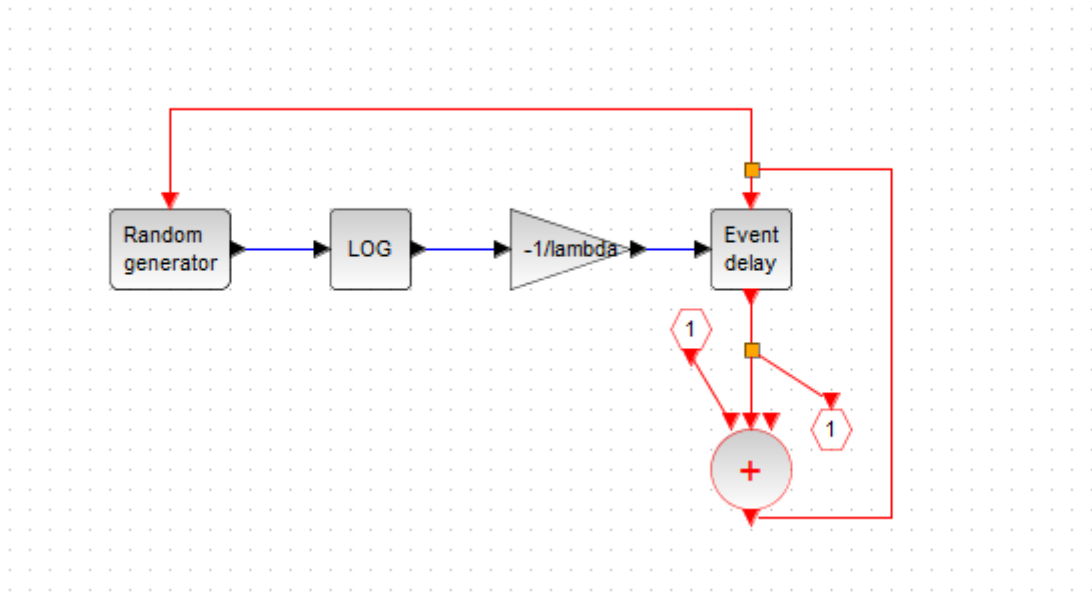 Random
generator
LOG
-1/lambda
Event
delay
1
1
+